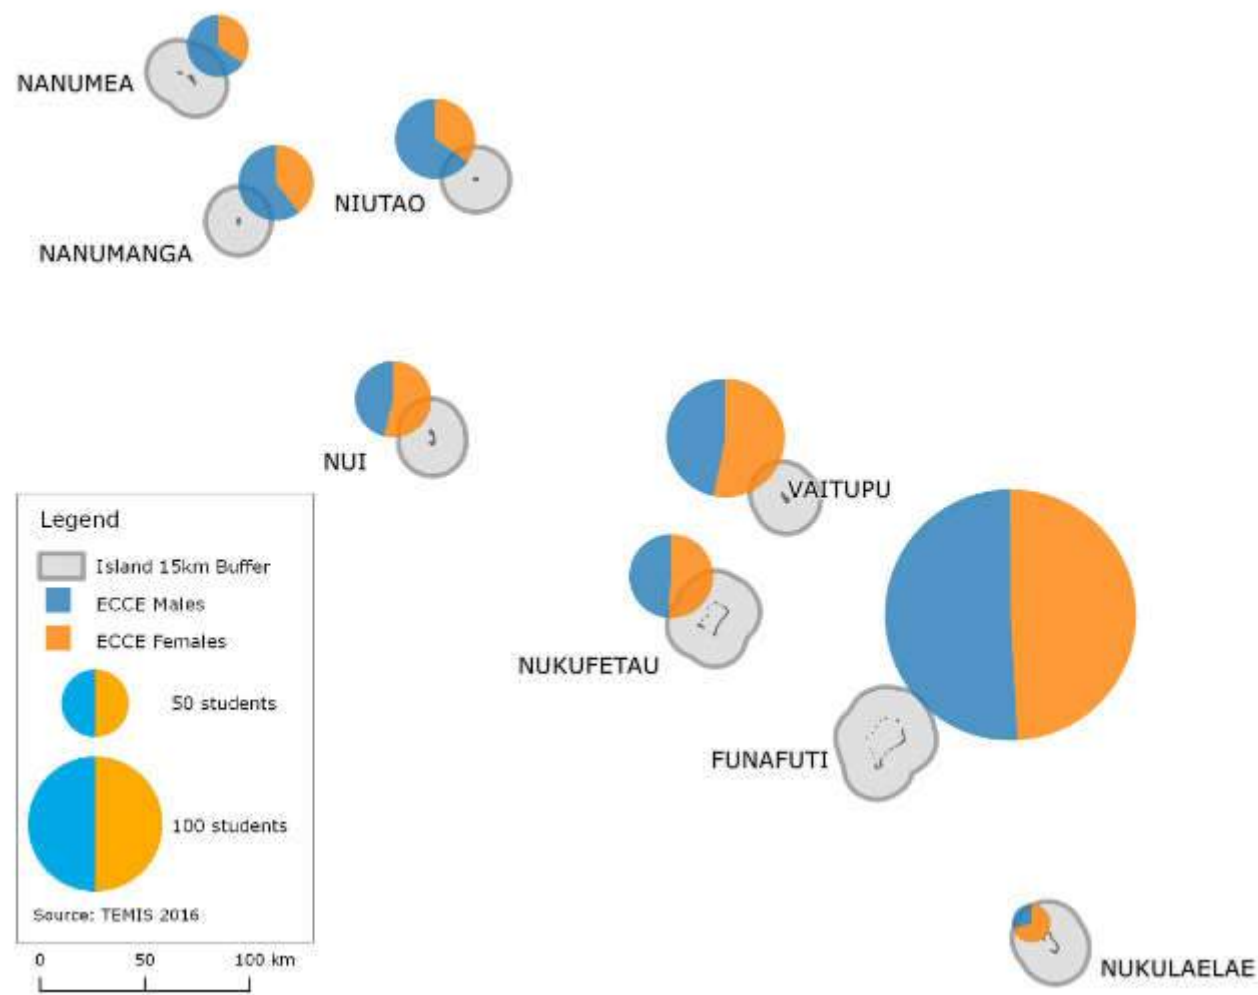 NANUMEA
NIUTAO
NANUMANGA
NUI
VAITUPU
NUKUFETAU
FUNAFUTI
NUKULAELAE
Legend
Island 15km Buffer
ECCE Males
ECCE Females
50 students
100 students
Source: TEMIS 2016
0 50 100 km